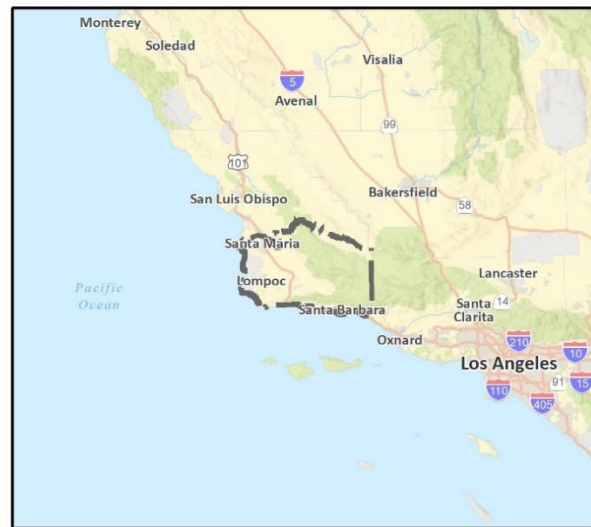 Monterey
Soledad
Visalia
5
Avenal
99
101
Bakersfield
San Luis Obispo
58
Santa Maria
Lompoc
Lancaster
Pacific
Ocean
14
Santa
Clarita
Santa Barbara
Oxnard
210
10
Los Angeles
91
15
110
405